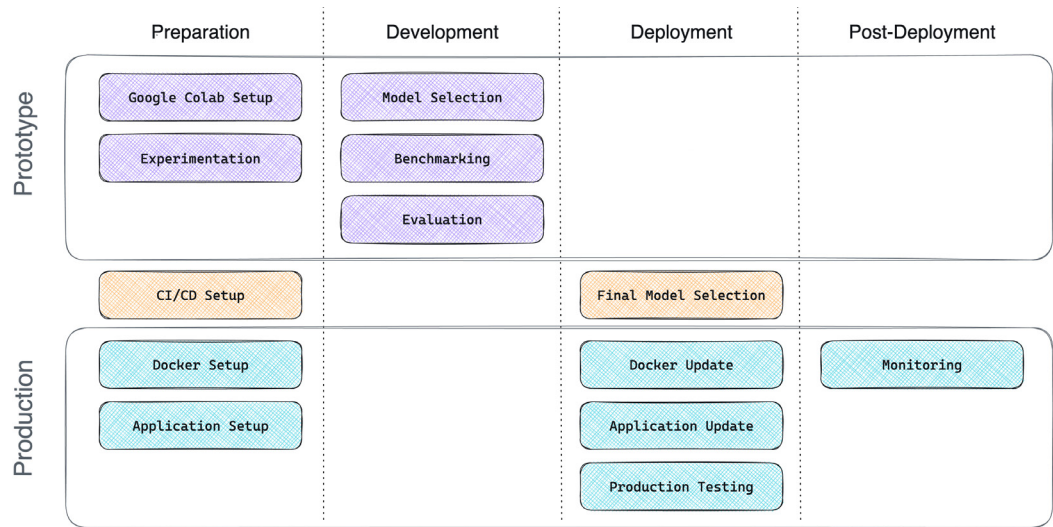 Preparation
Development
Deployment
Post-Deployment
Prototype
Google Colab Setup
Model Selection
Experimentation
Benchmarking
Evaluation
CI/CD Setup
Final Model Selection
Production
Docker Setup
Docker Update
Monitoring
Application Setup
Application Update
Production Testing